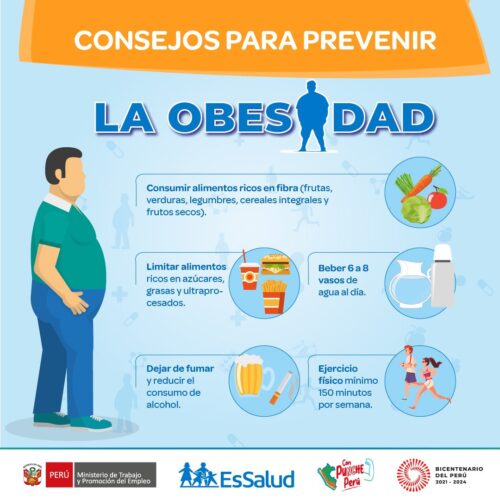 CONSEJOS PARA PREVENIR
LA OBES DAD
Consumir alimentos ricos en fibra (frutas,
verduras, legumbres, cereales integrales y
frutos secos).
Limitar alimentos
ricos en azúcares,
grasas y ultrapro-
cesados.
Beber 6 a 8
vasos de
agua al día.
Dejar de fumar
y reducir el
consumo de
alcohol.
Ejercicio
físico mínimo
150 minutos
por semana.
PERÚ
Ministerio de Trabajo
y Promoción del Empleo
EsSalud
Con
PUNCHE
Perú
BICENTENARIO
DEL PERÚ
2021 - 2024